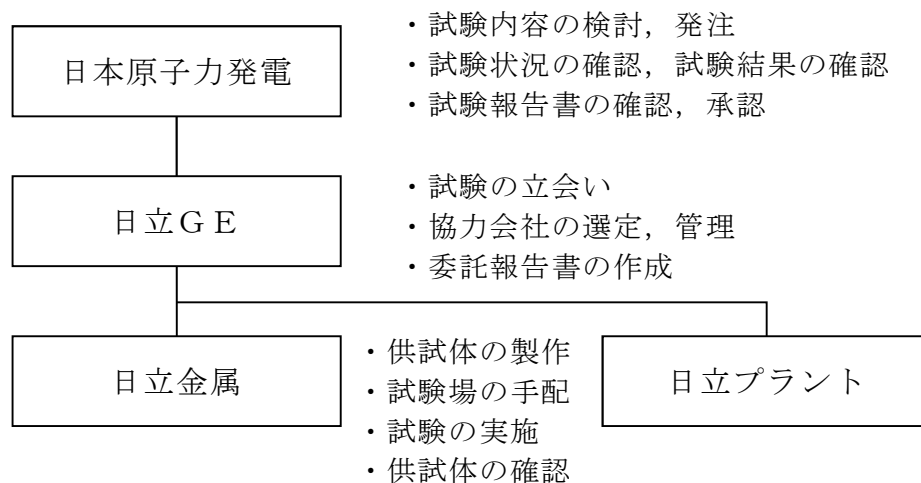 日本原子力発電
・試験内容の検討，発注
・試験状況の確認，試験結果の確認
・試験報告書の確認，承認
日立ＧＥ
・試験の立会い
・協力会社の選定，管理
・委託報告書の作成
日立金属
・供試体の製作
・試験場の手配
・試験の実施
・供試体の確認
日立プラント